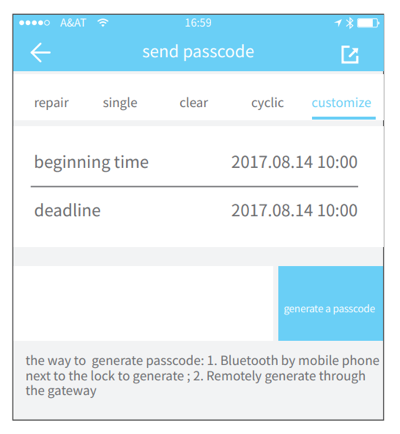 A&AT 16:59
send passcode
repair single clear cyclic customize
beginning time 2017.08.14 10:00
deadline 2017.08.14 10:00
generate a passcode
the way to generate passcode: 1. Bluetooth by mobile phone
next to the lock to generate ; 2. Remotely generate through
the gateway